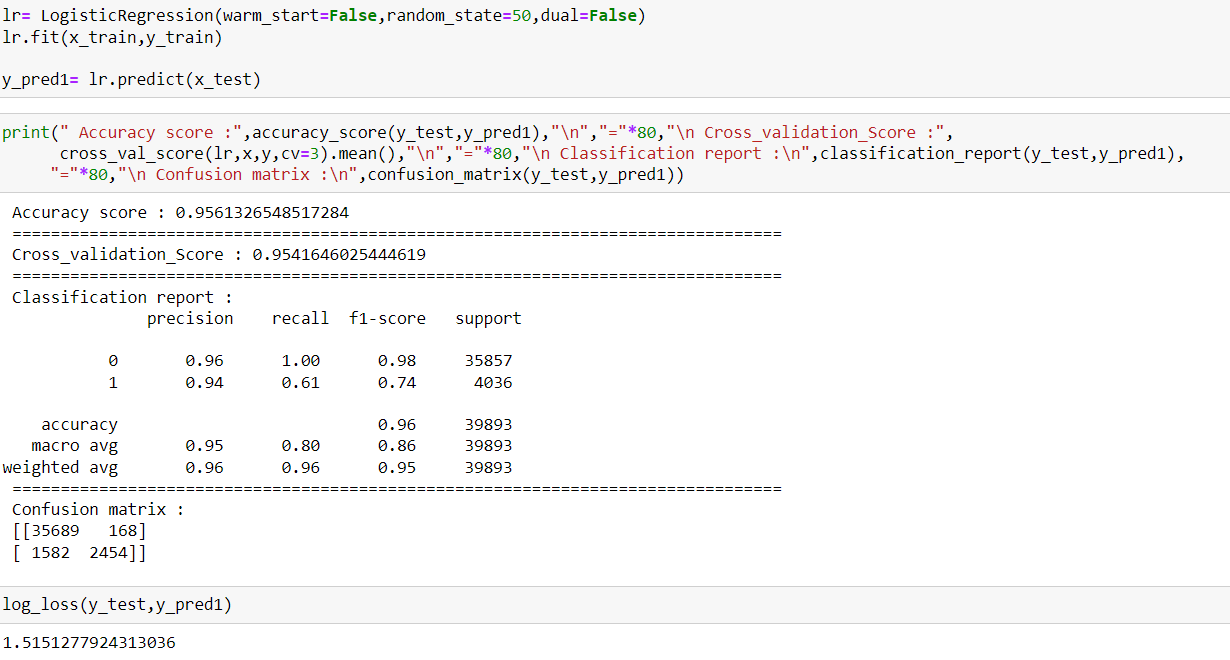 lr= LogisticRegression(warm_start=False,random_state=50,dual=False)
lr.fit(x_train,y_train)
y_pred1= lr.predict(x_test)
print(" Accuracy score :",accuracy_score(y_test,y_pred1),"\n","="*80,"\n Cross_validation_Score :",
cross_val_score(lr,x,y,cv=3).mean(),"\n","="*80,"\n Classification report :\n",classification_report(y_test,y_pred1),
"="*80,"\n Confusion matrix :\n",confusion_matrix(y_test,y_pred1))
Accuracy score : 0.9561326548517284
================================================================================
Cross_validation_Score : 0.9541646025444619
================================================================================
Classification report :
precision recall f1-score support
0 0.96 1.00 0.98 35857
1 0.94 0.61 0.74 4036
accuracy 0.96 39893
macro avg 0.95 0.80 0.86 39893
weighted avg 0.96 0.96 0.95 39893
================================================================================
Confusion matrix :
[[35689 168]
[ 1582 2454]]
log_loss(y_test,y_pred1)
1.5151277924313036